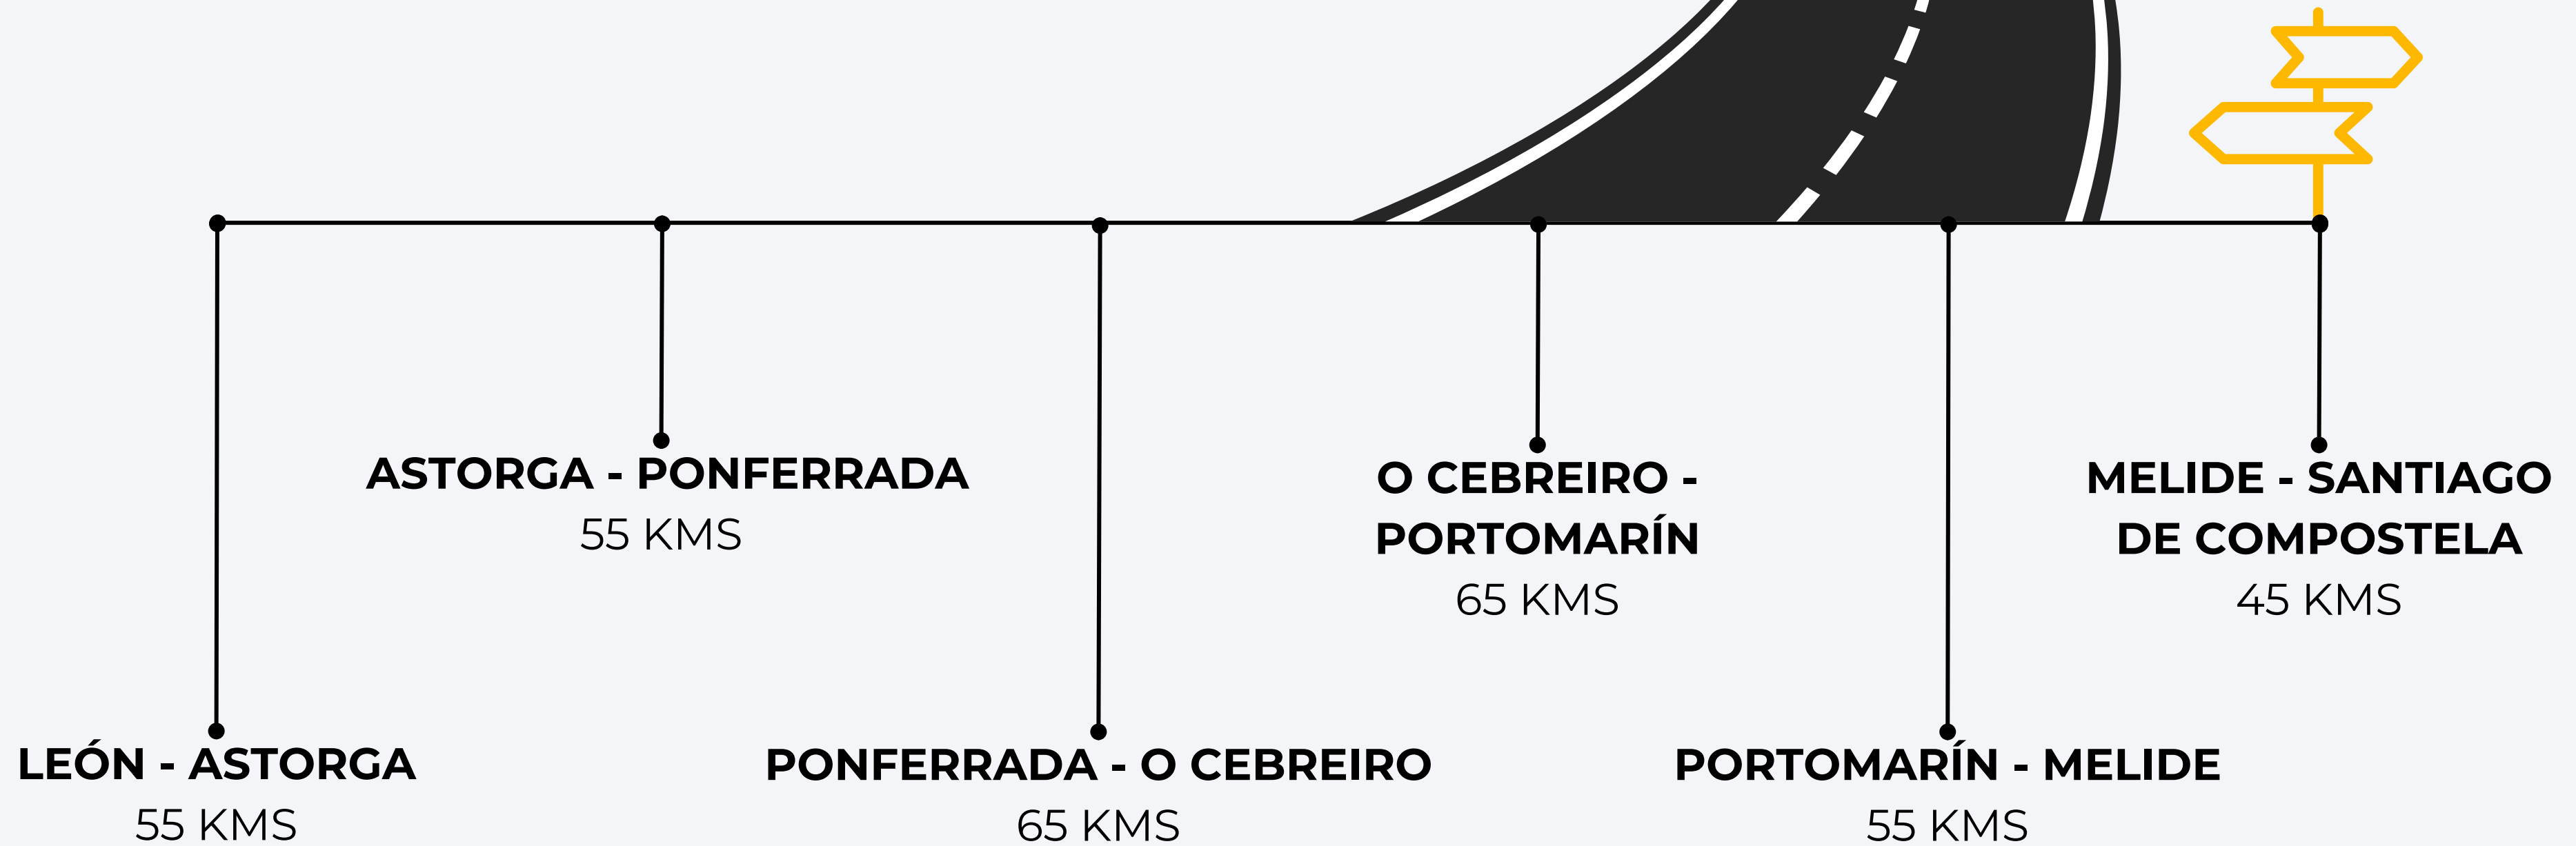 LEÓN - ASTORGA
55 KMS
ASTORGA - PONFERRADA
55 KMS
PONFERRADA - O CEBREIRO
65 KMS
O CEBREIRO -
PORTOMARÍN
65 KMS
PORTOMARÍN - MELIDE
55 KMS
MELIDE - SANTIAGO
DE COMPOSTELA
45 KMS